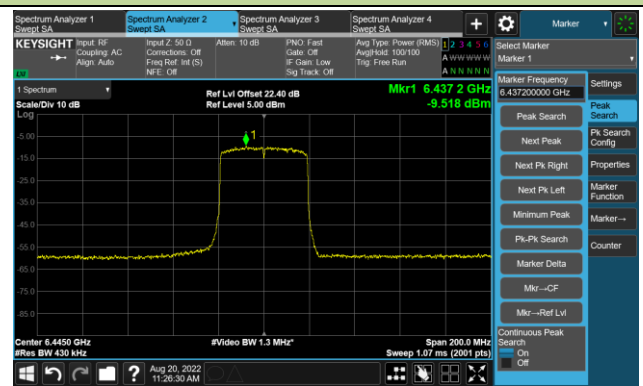 Spectrum Analyzer 1
Swept SA
Spectrum Analyzer 2
Swept SA
Spectrum Analyzer 3
Swept SA
Spectrum Analyzer 4
Swept SA
+
Marker
KEYSIGHT
Input: RF
Coupling: AC
Align: Auto
Input Z: 50 Ω
Corrections: Off
Freq Ref: Int (S)
NFE: Off
Atten: 10 dB
PNO: Fast
Gate: Off
IF Gain: Low
Sig Track: Off
Avg Type: Power (RMS)
Avg|Hold: 100/100
Trig: Free Run
1 2 3 4 5 6
A W W W W W
A N N N N N
Select Marker
Marker 1
1 Spectrum
Scale/Div 10 dB
Log
Ref Lvl Offset 22.40 dB
Ref Level 5.00 dBm
Mkr1 6.437 2 GHz
-9.518 dBm
1
-5.00
-15.0
-25.0
-35.0
-45.0
-55.0
-65.0
-75.0
-85.0
Center 6.4450 GHz
#Res BW 430 kHz
#Video BW 1.3 MHz*
Span 200.0 MHz
Sweep 1.07 ms (2001 pts)
Marker Frequency
6.437200000 GHz
Peak Search
Next Peak
Next Pk Right
Next Pk Left
Minimum Peak
Pk-Pk Search
Marker Delta
Mkr→CF
Mkr→Ref Lvl
Continuous Peak
Search
On
Off
Settings
Peak
Search
Pk Search
Config
Properties
Marker
Function
Marker→
Counter
?
Aug 20, 2022
11:26:30 AM